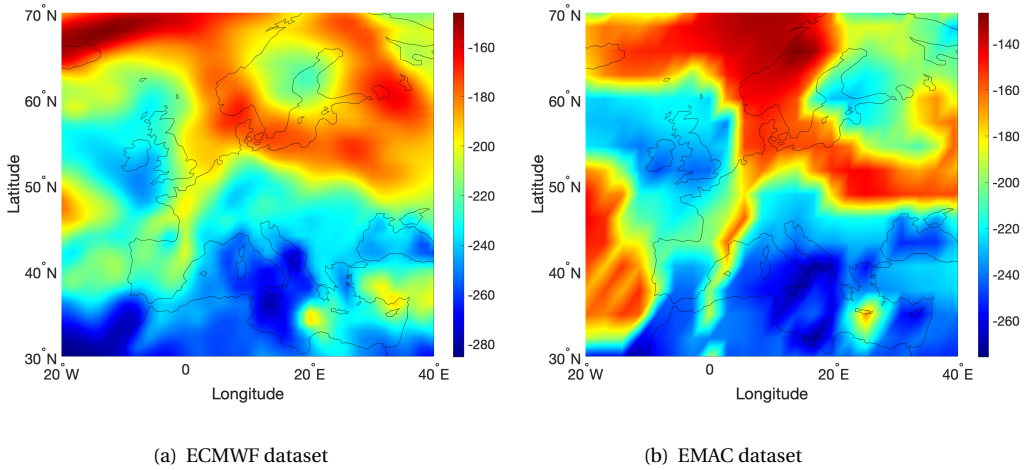 70°N
60°N
50°N
40°N
30°N
20°W
0
20°E
40°E
Latitude
Longitude
-160
-180
-200
-220
-240
-260
-280
(a) ECMWF dataset
70°N
60°N
50°N
40°N
30°N
20°W
0
20°E
40°E
Latitude
Longitude
-140
-160
-180
-200
-220
-240
-260
(b) EMAC dataset